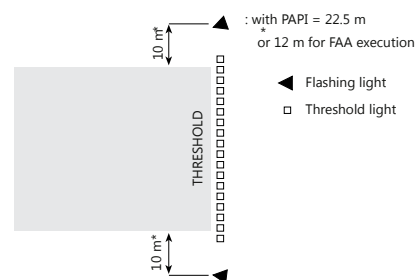 : with PAPI = 22.5 m
*
or 12 m for FAA execution
10 m*
Flashing light
Threshold light
THRESHOLD
10 m*